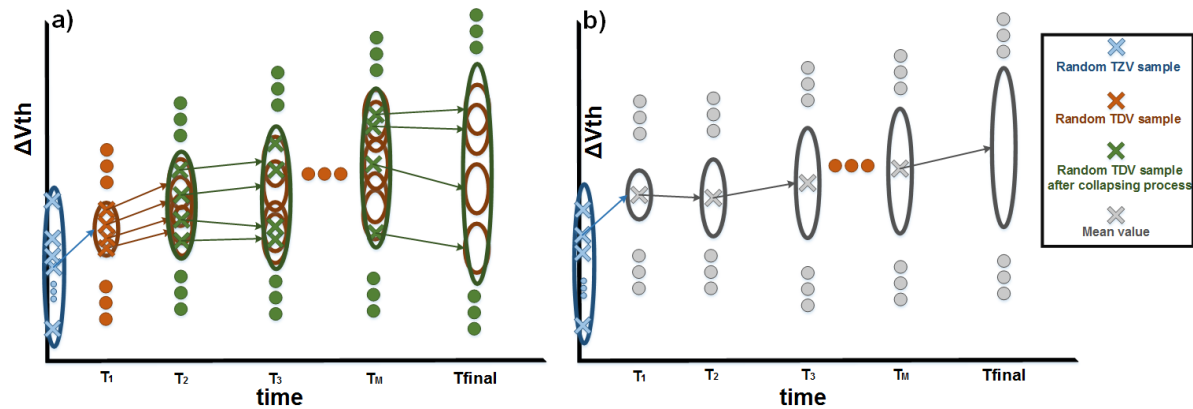 a)
ΔVth
T1
T2
T3
TM
Tfinal
time
b)
ΔVth
T1
T2
T3
TM
Tfinal
time
Random TZV sample
Random TDV sample
Random TDV sample
after collapsing process
Mean value